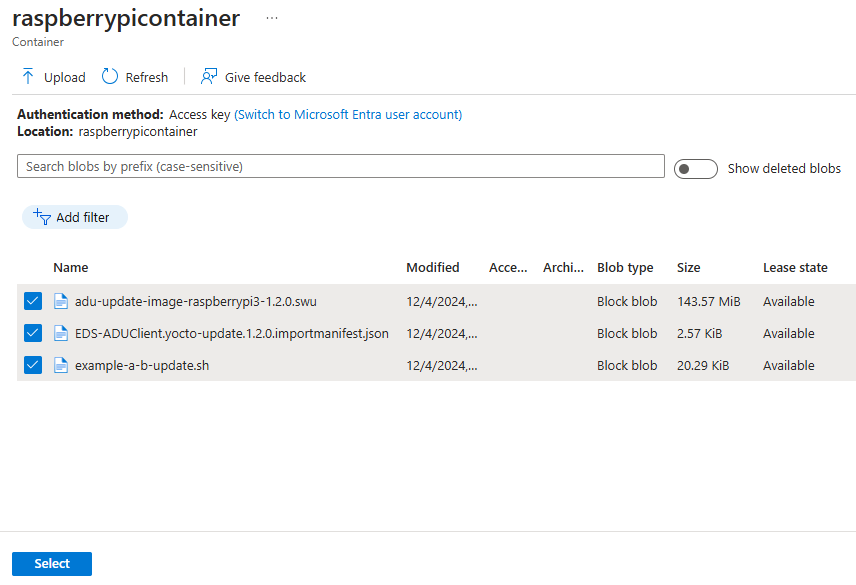 raspberrypicontainer ...
Container
Upload Refresh Give feedback
Authentication method: Access key (Switch to Microsoft Entra user account)
Location: raspberrypicontainer
Search blobs by prefix (case-sensitive) Show deleted blobs
Add filter
Name Modified Acce... Archi... Blob type Size Lease state
adu-update-image-raspberrypi3-1.2.0.swu 12/4/2024,... Block blob 143.57 MiB Available
EDS-ADUClient.yocto-update.1.2.0.importmanifest.json 12/4/2024,... Block blob 2.57 KiB Available
example-a-b-update.sh 12/4/2024,... Block blob 20.29 KiB Available
Select